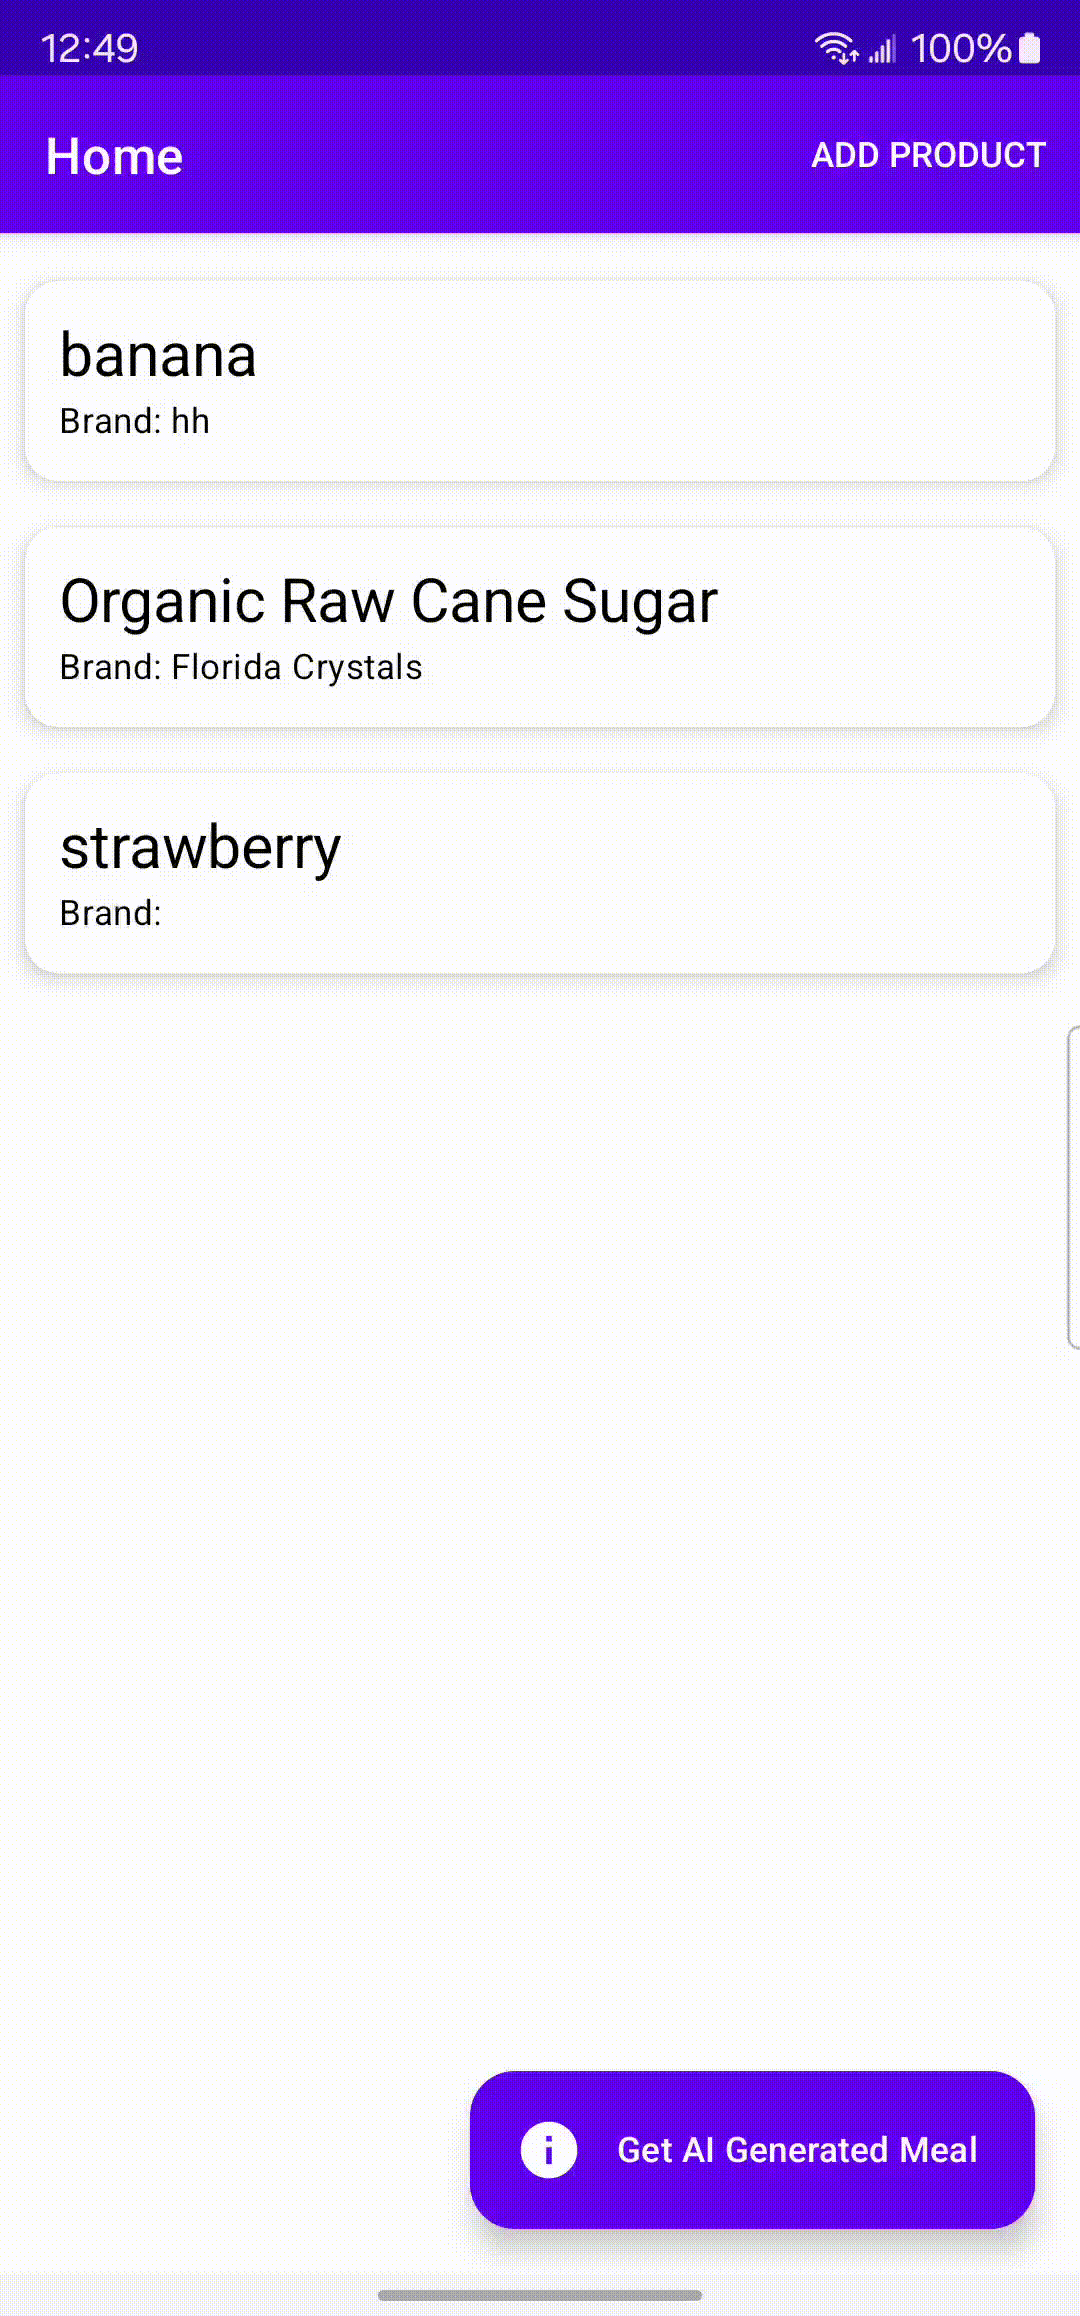 12:49 100%
Home ADD PRODUCT
banana
Brand: hh
Organic Raw Cane Sugar
Brand: Florida Crystals
strawberry
Brand:
Get AI Generated Meal